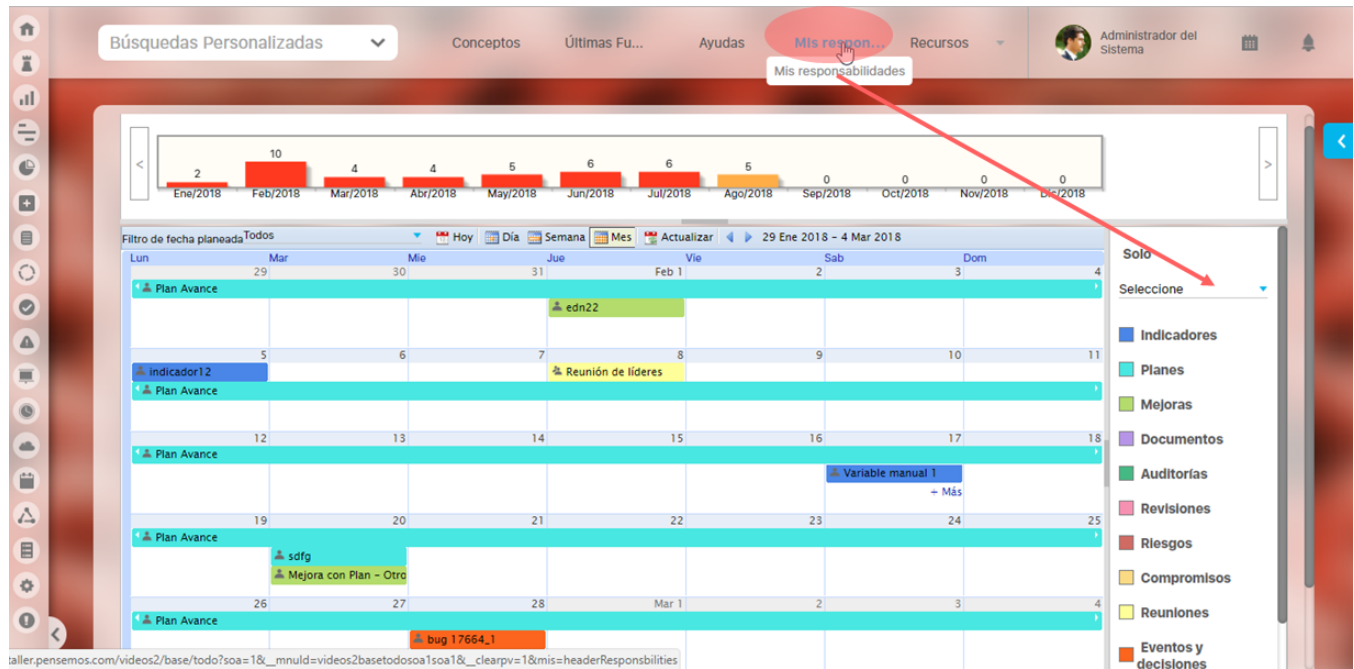 Búsquedas Personalizadas
Conceptos
Últimas Fu...
Ayudas
Mis respon...
Recursos
Administrador del
Sistema
Mis responsabilidades
<
2
10
4
4
5
6
6
5
0
0
0
0
>
Ene/2018
Feb/2018
Mar/2018
Abr/2018
May/2018
Jun/2018
Jul/2018
Ago/2018
Sep/2018
Oct/2018
Nov/2018
Dic/2018
Filtro de fecha planeada Todos
Hoy
Día
Semana
Mes
Actualizar
29 Ene 2018 - 4 Mar 2018
Lun Mar Mie Jue Vie Sab Dom
29 30 31 Feb 1 2 3 4
Plan Avance
edn22
5 6 7 8 9 10 11
indicador12
Reunión de líderes
Plan Avance
12 13 14 15 16 17 18
Plan Avance
Variable manual 1
+ Más
19 20 21 22 23 24 25
Plan Avance
sdfg
Mejora con Plan - Otro
26 27 28 Mar 1 2 3 4
Plan Avance
bug 17664_1
Solo
Seleccione
Indicadores
Planes
Mejoras
Documentos
Auditorías
Revisiones
Riesgos
Compromisos
Reuniones
Eventos y
decisiones
taller.pensemos.com/videos2/base/todo?soa=1&_mnuId=videos2basetodosoa1soa1&_clearpv=1&mis=headerResponsbilities